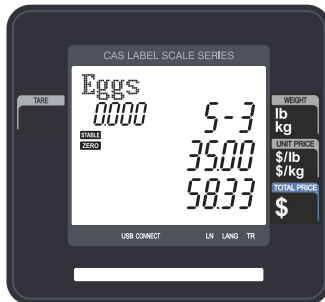 CAS LABEL SCALE SERIES
Eggs
TARE
0.000
5-3
WEIGHT
lb
kg
STABLE
ZERO
35.00
UNIT PRICE
$/lb
$/kg
58.33
TOTAL PRICE
$
USB CONNECT LN LANG TR